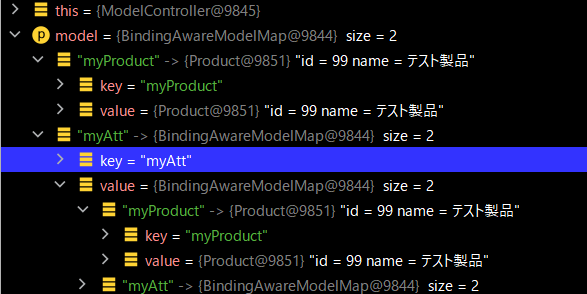 this = {ModelController@9845}
p model = {BindingAwareModelMap@9844} size = 2
"myProduct" -> {Product@9851} "id = 99 name = テスト製品"
key = "myProduct"
value = {Product@9851} "id = 99 name = テスト製品"
"myAtt" -> {BindingAwareModelMap@9844} size = 2
key = "myAtt"
value = {BindingAwareModelMap@9844} size = 2
"myProduct" -> {Product@9851} "id = 99 name = テスト製品"
key = "myProduct"
value = {Product@9851} "id = 99 name = テスト製品"
"myAtt" -> {BindingAwareModelMap@9844} size = 2